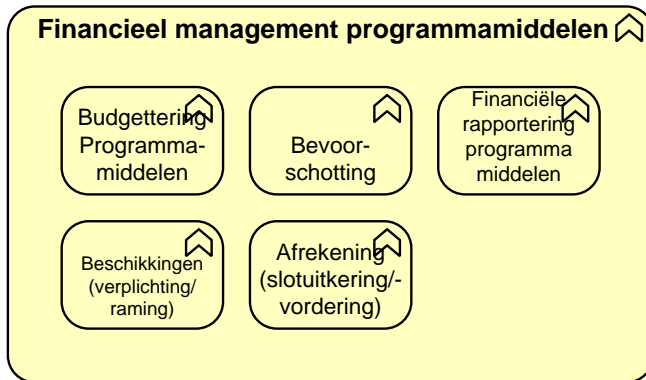 Financieel management programmamiddelen
Budgettering
Programma-
middelen
Bevoor-
schotting
Financiële
rapportering
programma
middelen
Beschikkingen
(verplichting/
raming)
Afrekening
(slotuitkering/-
vordering)